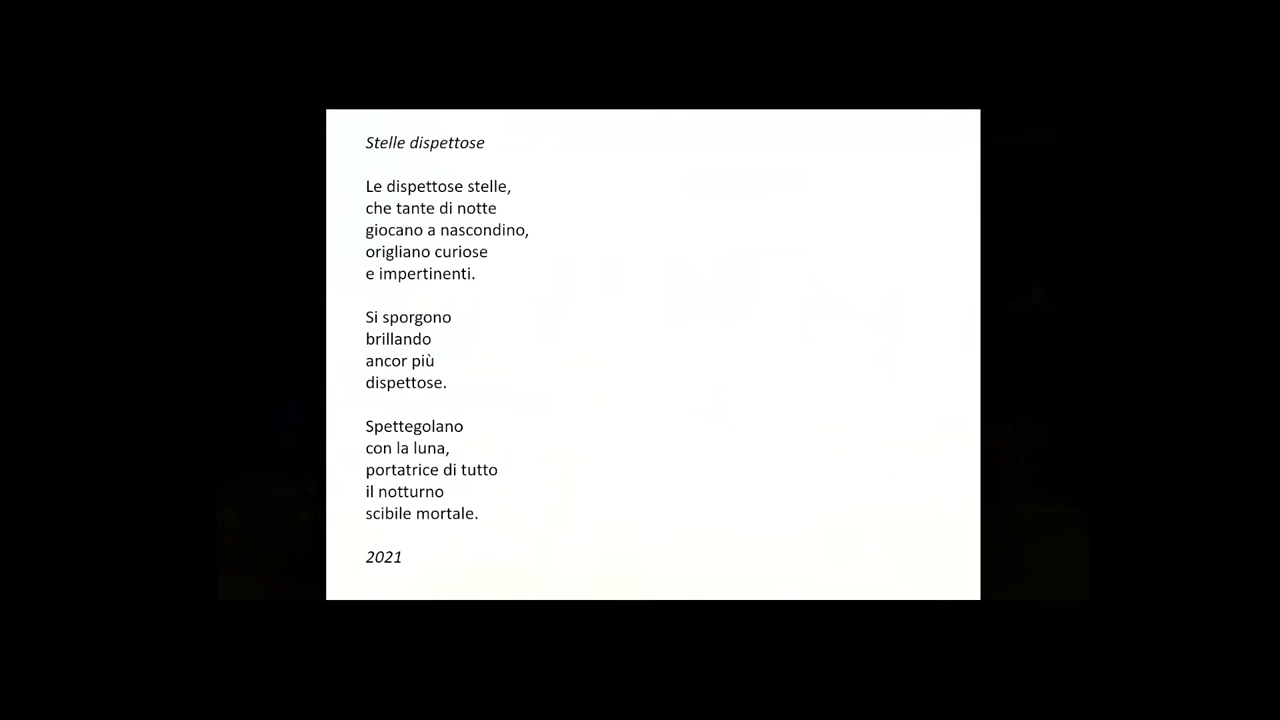 Stelle dispettose
Le dispettose stelle,
che tante di notte
giocano a nascondino,
origliano curiose
e impertinenti.
Si sporgono
brillando
ancor più
dispettose.
Spettegolano
con la luna,
portatrice di tutto
il notturno
scibile mortale.
2021